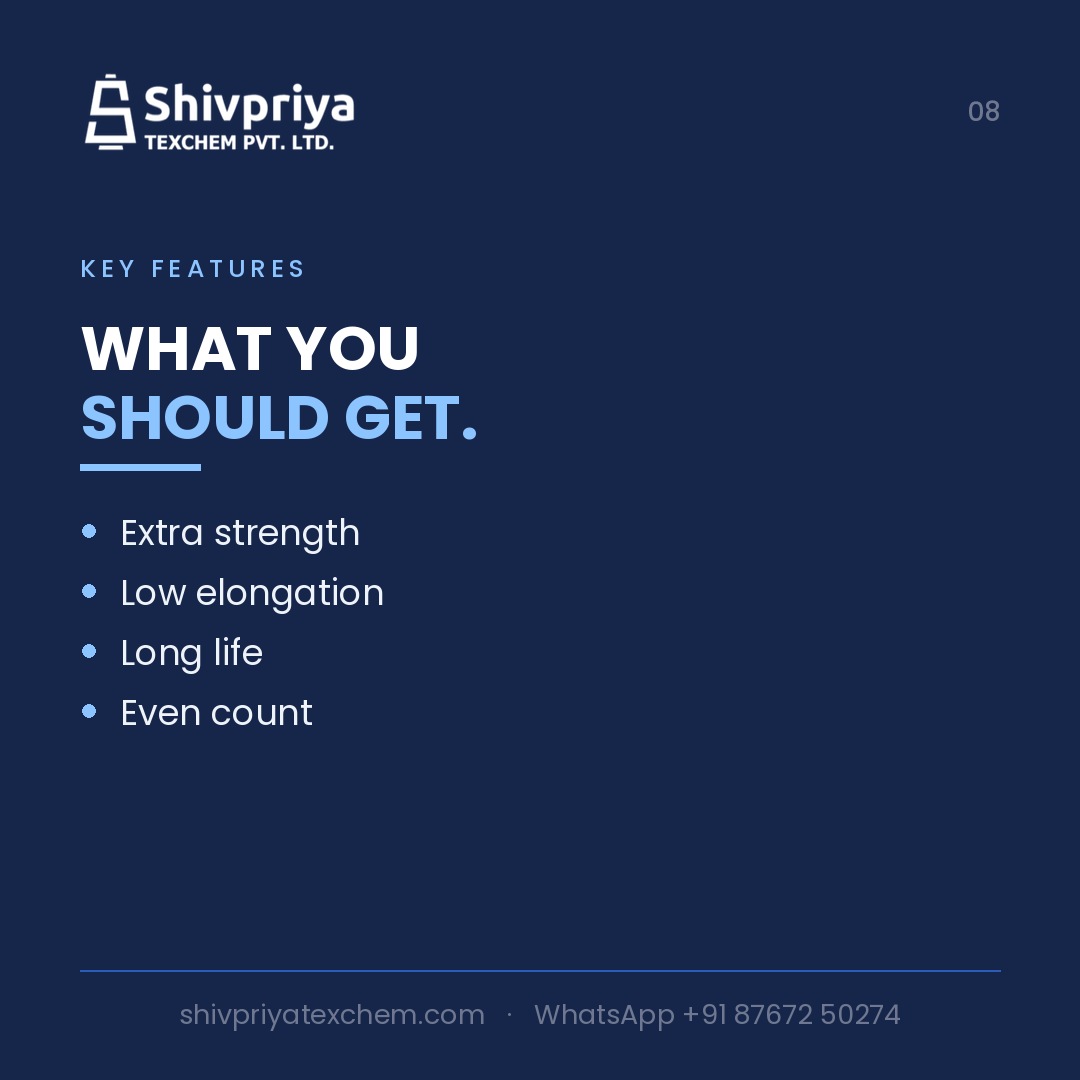 Shivpriya
TEXCHEM PVT. LTD.
08
KEY FEATURES
WHAT YOU
SHOULD GET.
• Extra strength
• Low elongation
• Long life
• Even count
shivpriyatexchem.com · WhatsApp +91 87672 50274